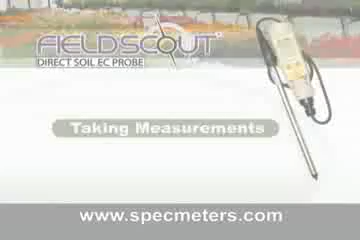 FIELDSCOUT
DIRECT SOIL EC PROBE
Taking Measurements
www.specmeters.com